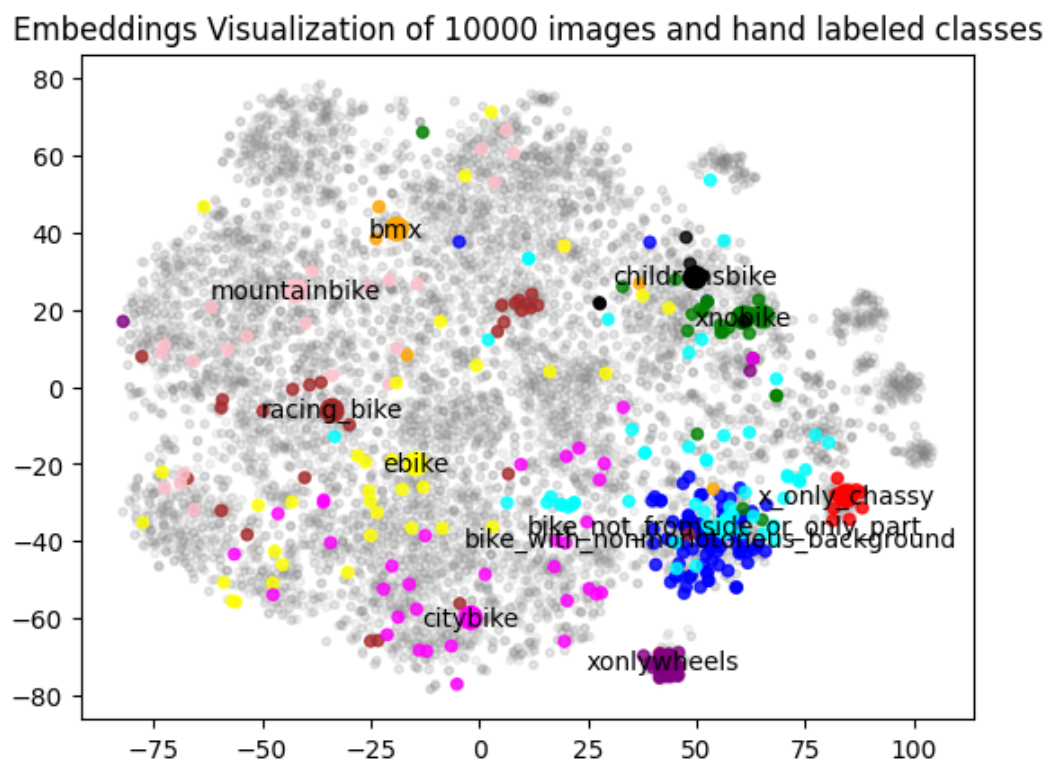 Embeddings Visualization of 10000 images and hand labeled classes
80
60
40
20
0
−20
−40
−60
−80
bmx
childrensbike
mountainbike
xnobike
racing_bike
ebike
x_only_chassy
bike_not_fromside_or_only_part
bike_with_nonmonotoneous_background
citybike
xonlywheels
−75 −50 −25 0 25 50 75 100